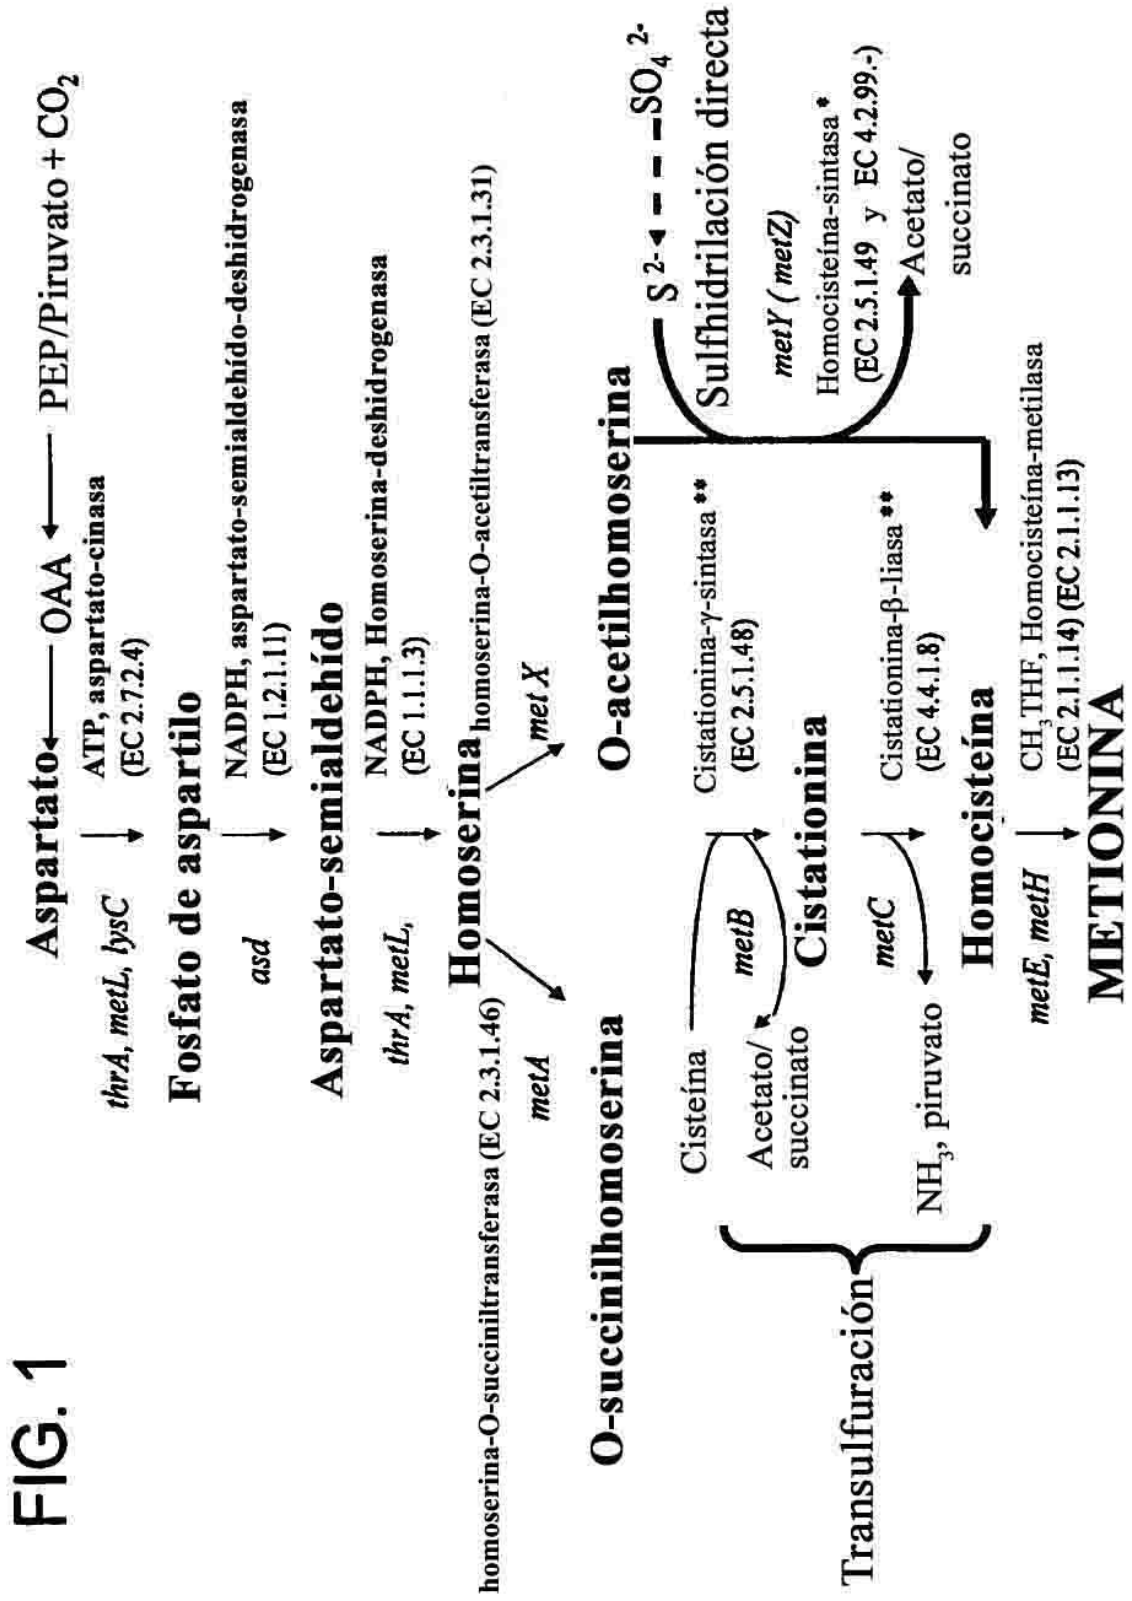 FIG. 1
Aspartato
OAA
PEP/Piruvato + CO2
thrA, metL, lysC
ATP, aspartato-cinasa
(EC 2.7.2.4)
Fosfato de aspartilo
asd
NADPH, aspartato-semialdehído-deshidrogenasa
(EC 1.2.1.11)
Aspartato-semialdehído
thrA, metL,
NADPH, Homoserina-deshidrogenasa
(EC 1.1.1.3)
Homoserina
homoserina-O-succiniltransferasa (EC 2.3.1.46)
homoserina-O-acetiltransferasa (EC 2.3.1.31)
metA
met X
O-succinilhomoserina
O-acetilhomoserina
S2-
SO4 2-
Sulfhidrilación directa
metY ( metZ)
Homocisteína-sintasa*
(EC 2.5.1.49 y EC 4.2.99.-)
Acetato/
succinato
Cisteína
metB
Acetato/
succinato
Cistationina-γ-sintasa**
(EC 2.5.1.48)
Cistationina
metC
NH3, piruvato
Cistationina-β-liasa**
(EC 4.4.1.8)
Transulfuración
Homocisteína
metE, metH
CH3THF, Homocisteína-metilasa
(EC 2.1.1.14) (EC 2.1.1.13)
METIONINA